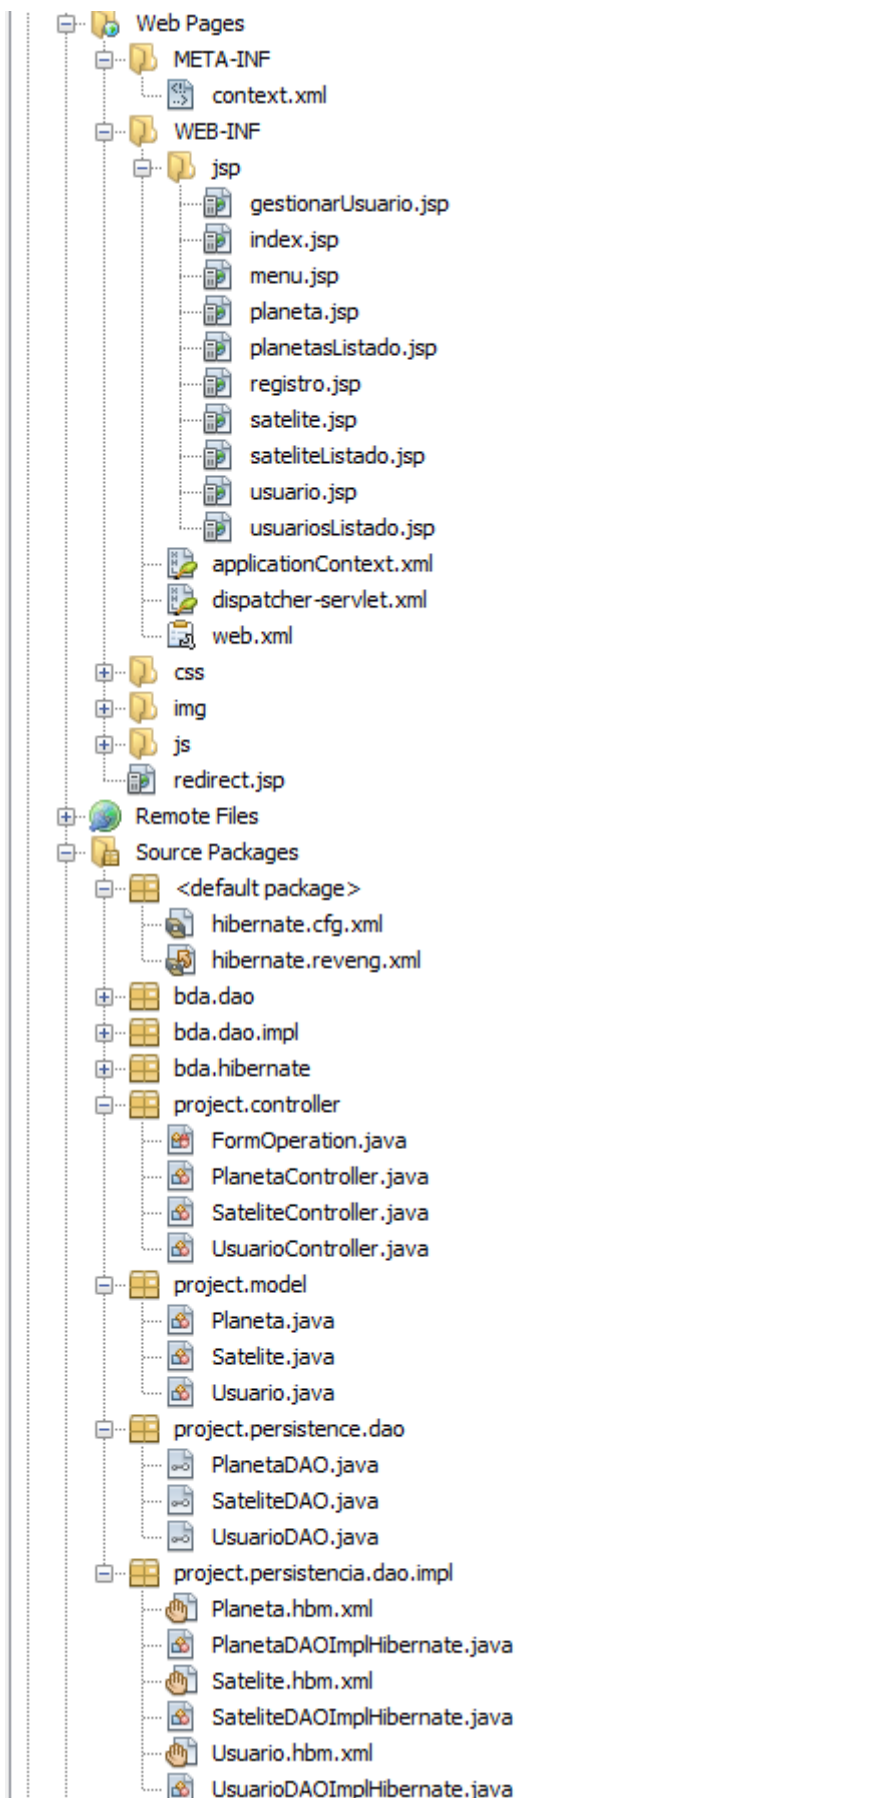 Web Pages
META-INF
context.xml
WEB-INF
jsp
gestionarUsuario.jsp
index.jsp
menu.jsp
planeta.jsp
planetasListado.jsp
registro.jsp
satelite.jsp
sateliteListado.jsp
usuario.jsp
usuariosListado.jsp
applicationContext.xml
dispatcher-servlet.xml
web.xml
css
img
js
redirect.jsp
Remote Files
Source Packages
<default package>
hibernate.cfg.xml
hibernate.reveng.xml
bda.dao
bda.dao.impl
bda.hibernate
project.controller
FormOperation.java
PlanetaController.java
SateliteController.java
UsuarioController.java
project.model
Planeta.java
Satelite.java
Usuario.java
project.persistence.dao
PlanetaDAO.java
SateliteDAO.java
UsuarioDAO.java
project.persistencia.dao.impl
Planeta.hbm.xml
PlanetaDAOImplHibernate.java
Satelite.hbm.xml
SateliteDAOImplHibernate.java
Usuario.hbm.xml
UsuarioDAOImplHibernate.java